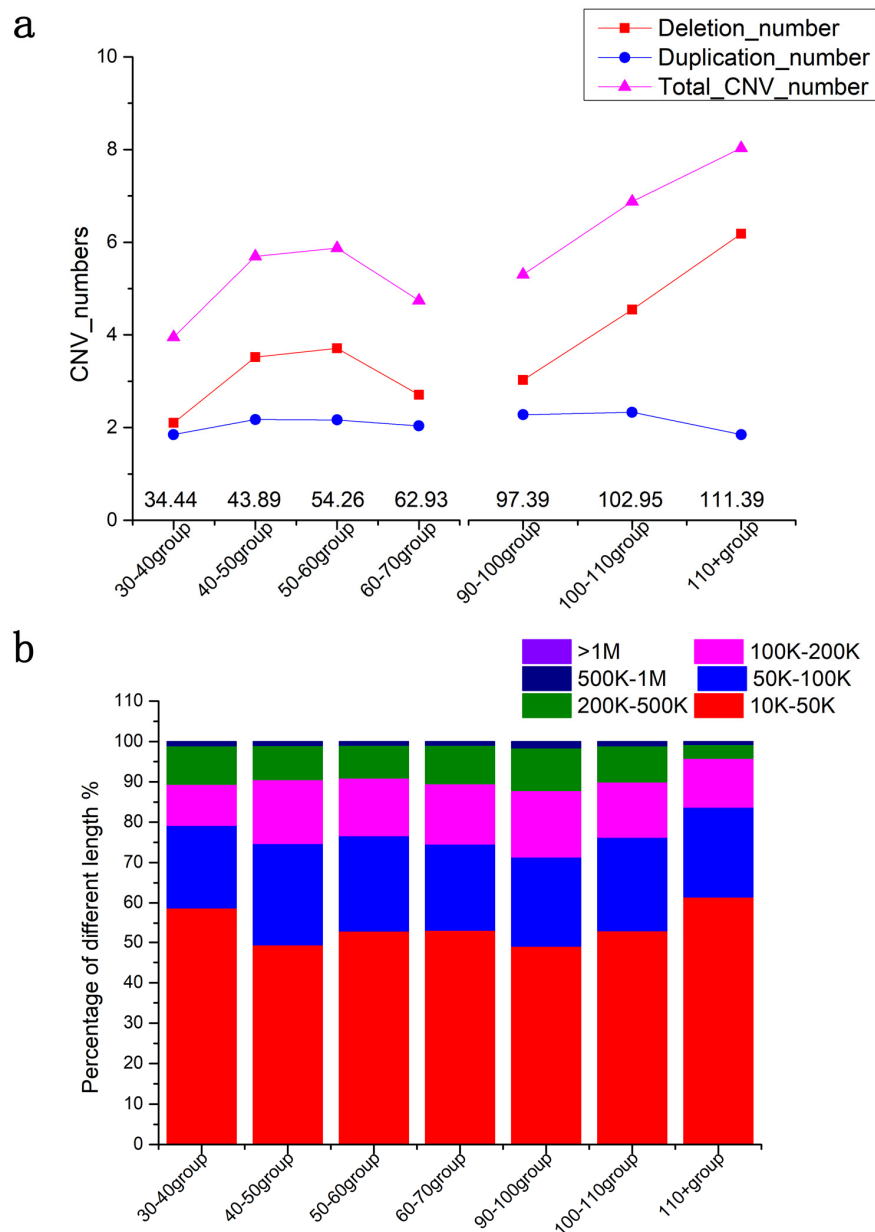 a
Deletion_number
Duplication_number
Total_CNV_number
10
8
6
4
2
0
CNV_numbers
34.44 43.89 54.26 62.93 97.39 102.95 111.39
30-40group 40-50group 50-60group 60-70group 90-100group 100-110group 110+group
b
>1M 100K-200K
500K-1M 50K-100K
200K-500K 10K-50K
110
100
90
80
70
60
50
40
30
20
10
0
Percentage of different length %
30-40group 40-50group 50-60group 60-70group 90-100group 100-110group 110+group